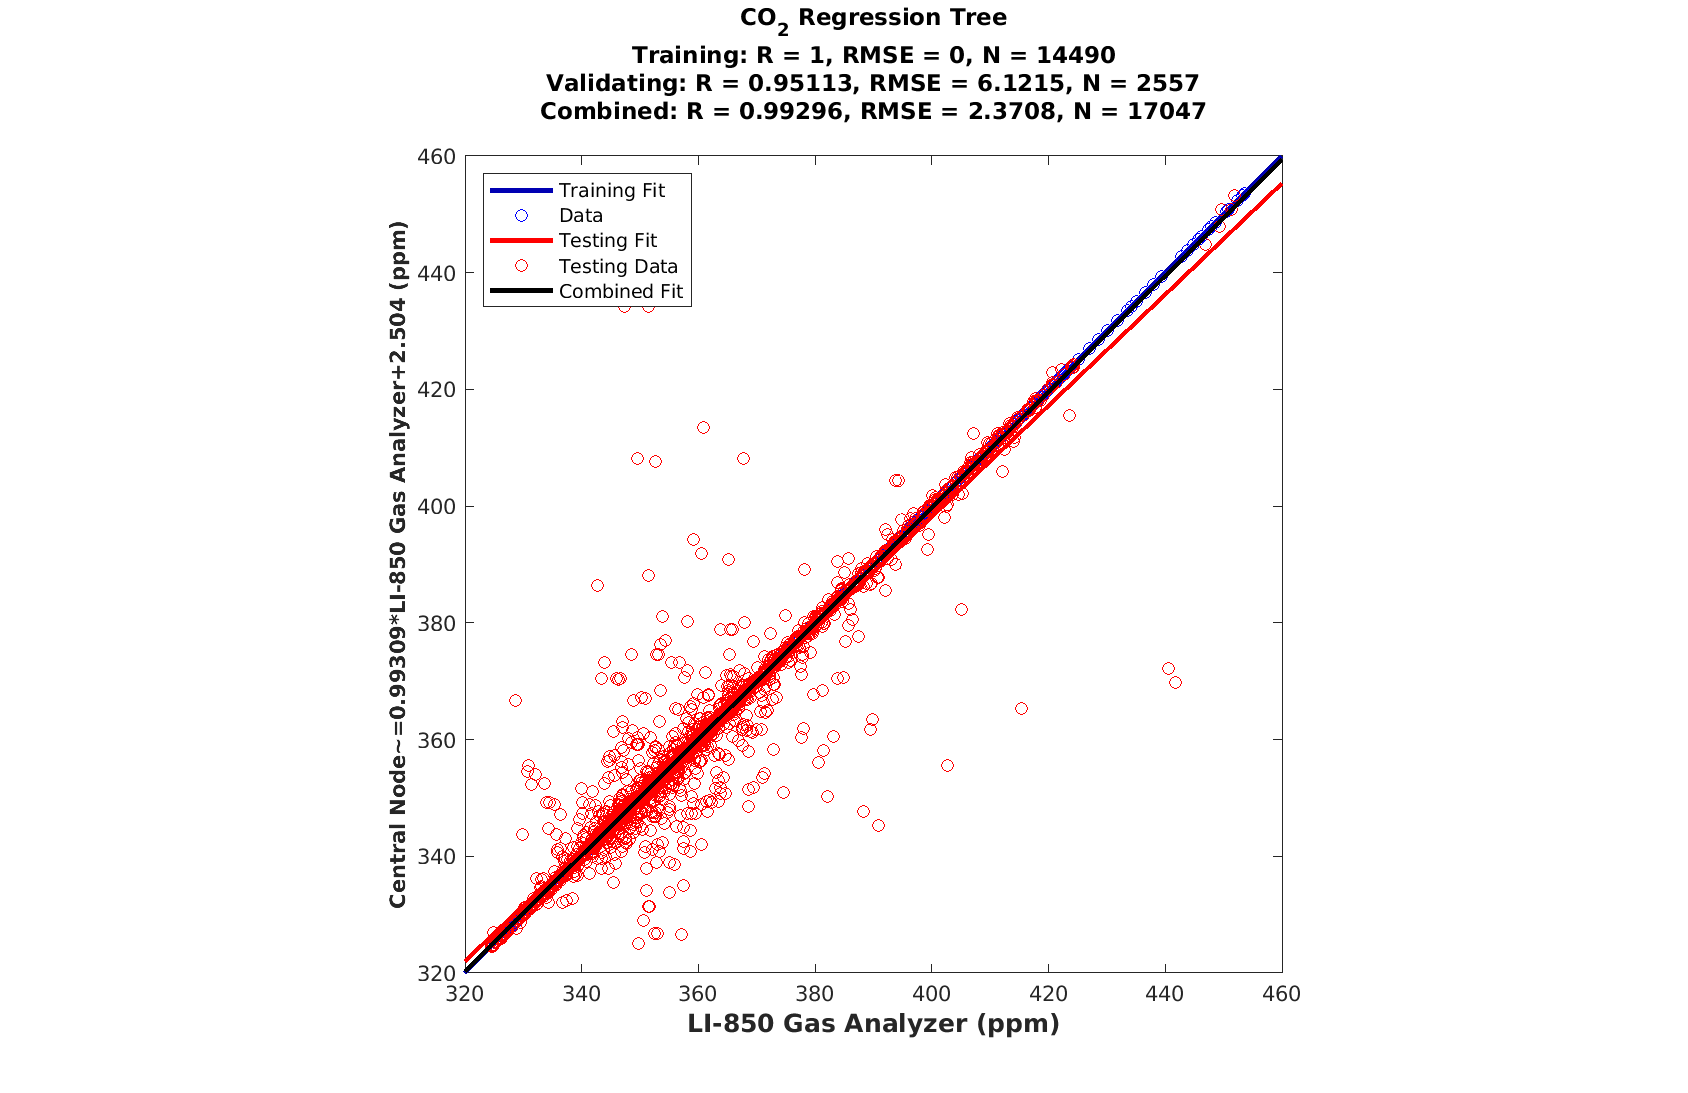 CO2 Regression Tree
Training: R = 1, RMSE = 0, N = 14490
Validating: R = 0.95113, RMSE = 6.1215, N = 2557
Combined: R = 0.99296, RMSE = 2.3708, N = 17047
Central Node~=0.99309*LI-850 Gas Analyzer+2.504 (ppm)
460
440
420
400
380
360
340
320
Training Fit
Data
Testing Fit
Testing Data
Combined Fit
320 340 360 380 400 420 440 460
LI-850 Gas Analyzer (ppm)